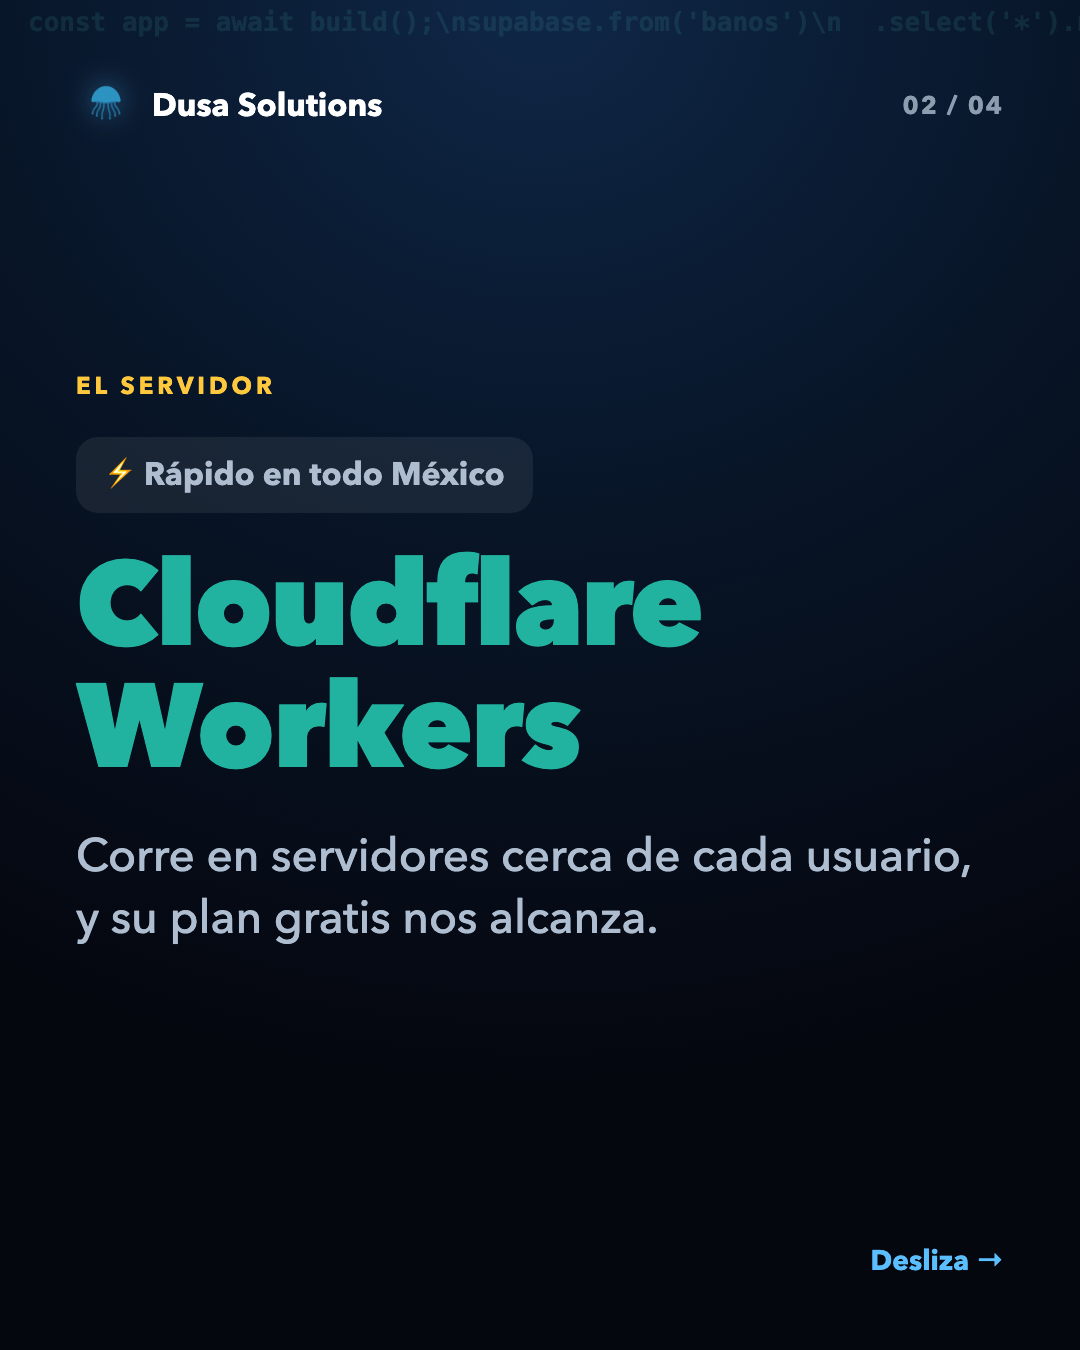 const app = await build();\nsupabase.from('banos')\n  .select('*').
Dusa Solutions
02 / 04
EL SERVIDOR
⚡ Rápido en todo México
Cloudflare
Workers
Corre en servidores cerca de cada usuario,
y su plan gratis nos alcanza.
Desliza →